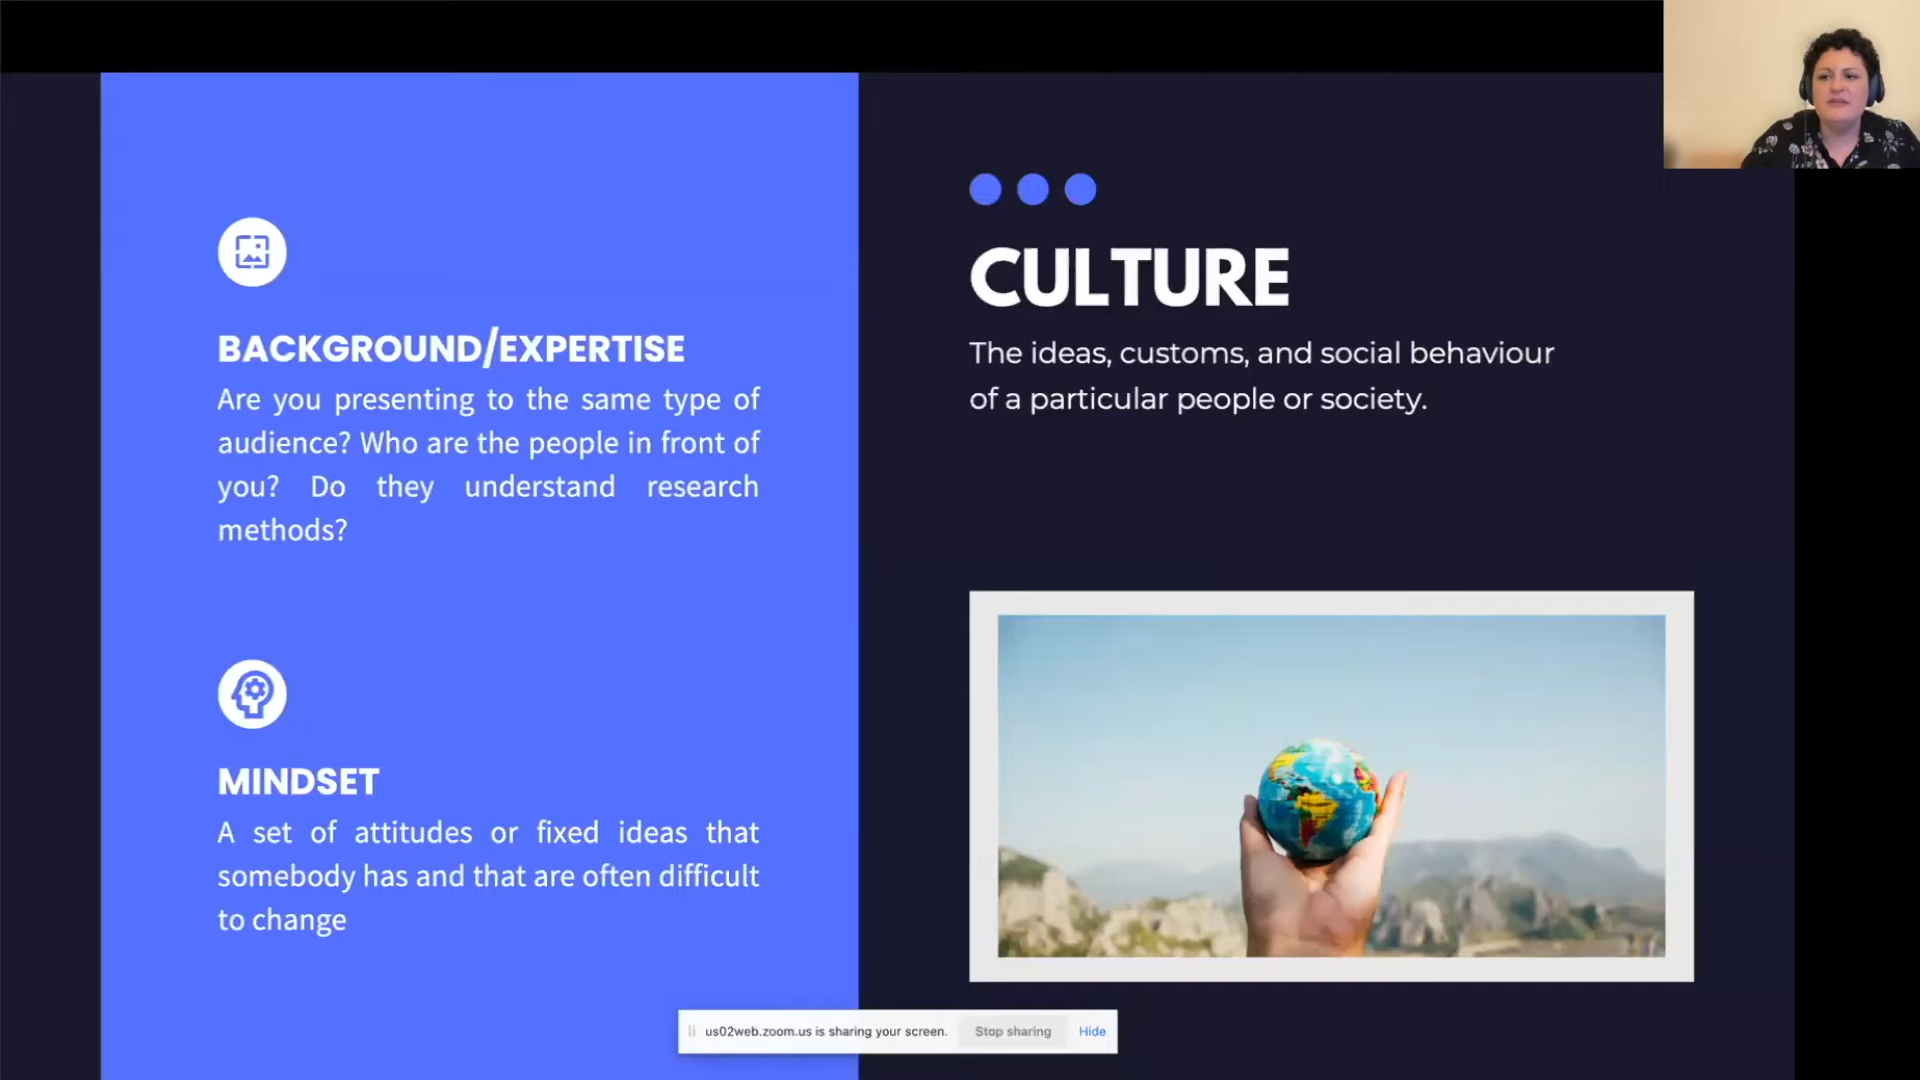 BACKGROUND/EXPERTISE
Are you presenting to the same type of
audience? Who are the people in front of
you? Do they understand research
methods?
MINDSET
A set of attitudes or fixed ideas that
somebody has and that are often difficult
to change
CULTURE
The ideas, customs, and social behaviour
of a particular people or society.
us02web.zoom.us is sharing your screen. Stop sharing Hide